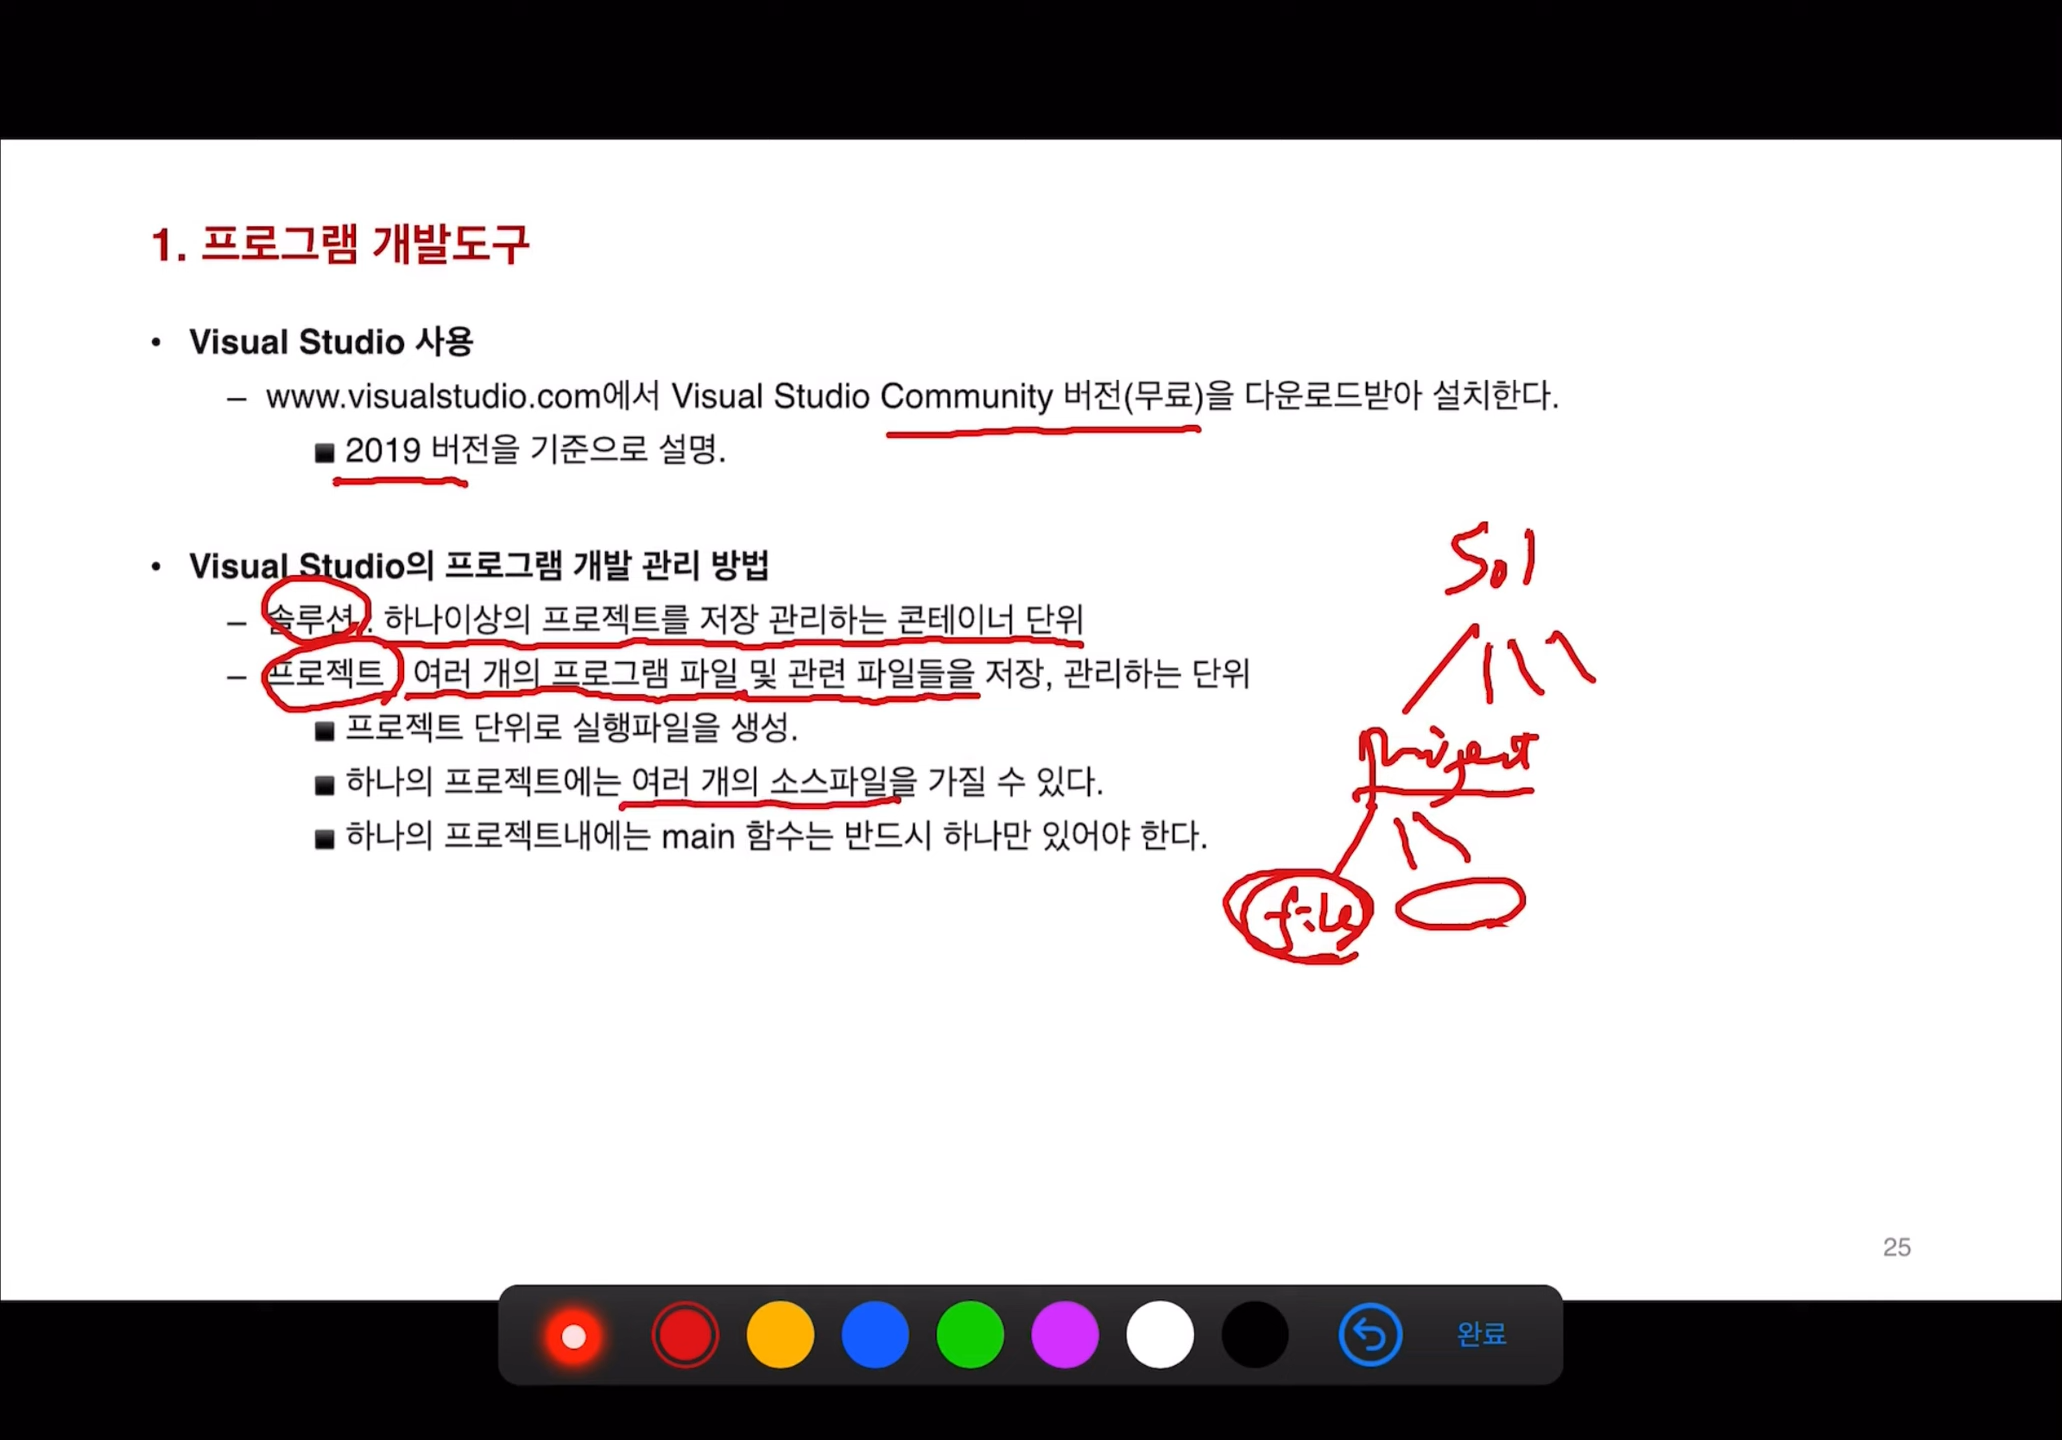 1. 프로그램 개발도구
• Visual Studio 사용
– www.visualstudio.com에서 Visual Studio Community 버전(무료)을 다운로드받아 설치한다.
■ 2019 버전을 기준으로 설명.
• Visual Studio의 프로그램 개발 관리 방법
– 솔루션 : 하나이상의 프로젝트를 저장 관리하는 콘테이너 단위
– 프로젝트 여러 개의 프로그램 파일 및 관련 파일들을 저장, 관리하는 단위
■ 프로젝트 단위로 실행파일을 생성.
■ 하나의 프로젝트에는 여러 개의 소스파일을 가질 수 있다.
■ 하나의 프로젝트내에는 main 함수는 반드시 하나만 있어야 한다.
Sol
project
file
25
완료